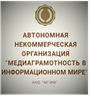 АВТОНОМНАЯ
НЕКОММЕРЧЕСКАЯ
ОРГАНИЗАЦИЯ
"МЕДИАГРАМОТНОСТЬ В
ИНФОРМАЦИОННОМ МИРЕ"